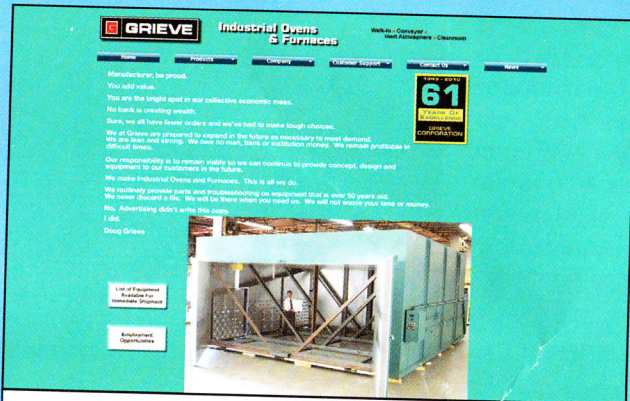 GRIEVE
Industrial Ovens
& Furnaces
Walk-In • Conveyor •
Inert Atmosphere • Cleanroom
Home
Products
Company
Customer Support
Contact Us
News
Manufacturer, be proud.
You add value.
You are the bright spot in our collective economic mess.
No bank is creating wealth.
Sure, we all have fewer orders and we've had to make tough choices.
We at Grieve are prepared to expand in the future as necessary to meet demand.
We are lean and strong. We owe no man, bank or institution money. We remain profitable in
difficult times.
Our responsibility is to remain viable so we can continue to provide concept, design and
equipment to our customers in the future.
We make Industrial Ovens and Furnaces. This is all we do.
We routinely provide parts and troubleshooting on equipment that is over 50 years old.
We never discard a file. We will be there when you need us. We will not waste your time or money.
No, Advertising didn't write this copy.
I did.
Doug Grieve
1949 - 2010
61
YEARS OF
EXCELLENCE
GRIEVE
CORPORATION
List of Equipment
Available For
Immediate Shipment
Employment
Opportunities